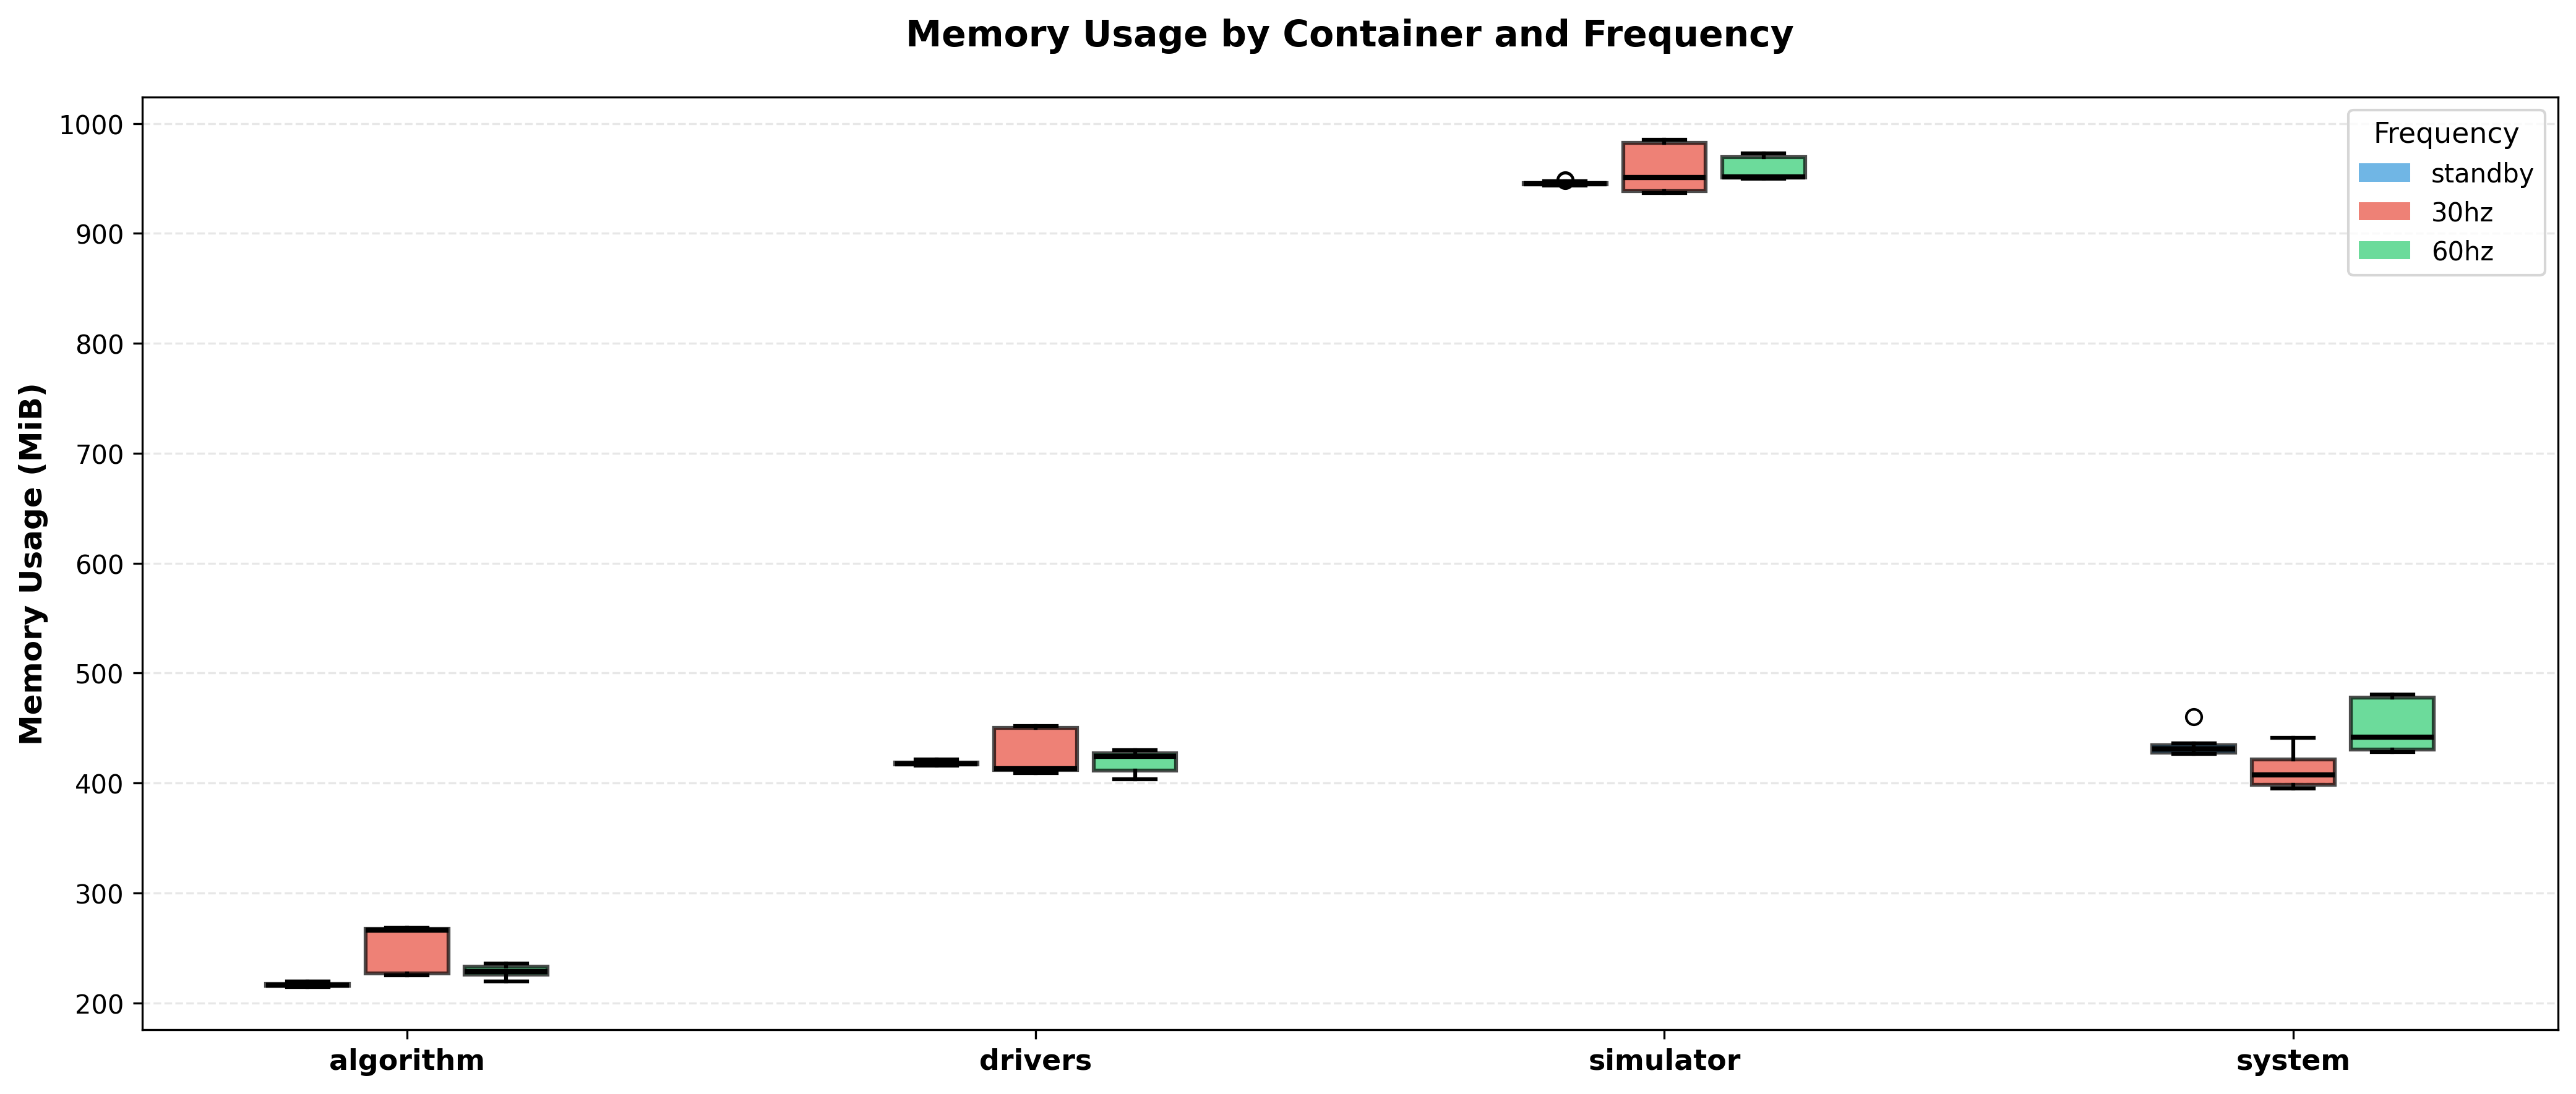 Memory Usage by Container and Frequency
Memory Usage (MiB)
1000
900
800
700
600
500
400
300
200
algorithm
drivers
simulator
system
Frequency
standby
30hz
60hz